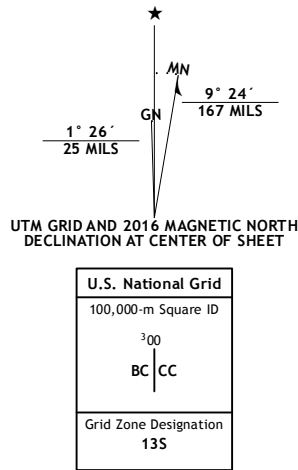 ★
MN
9° 24´
167 MILS
GN
1° 26´
25 MILS
UTM GRID AND 2016 MAGNETIC NORTH
DECLINATION AT CENTER OF SHEET
U.S. National Grid
100,000-m Square ID
³00
BC CC
Grid Zone Designation
13S